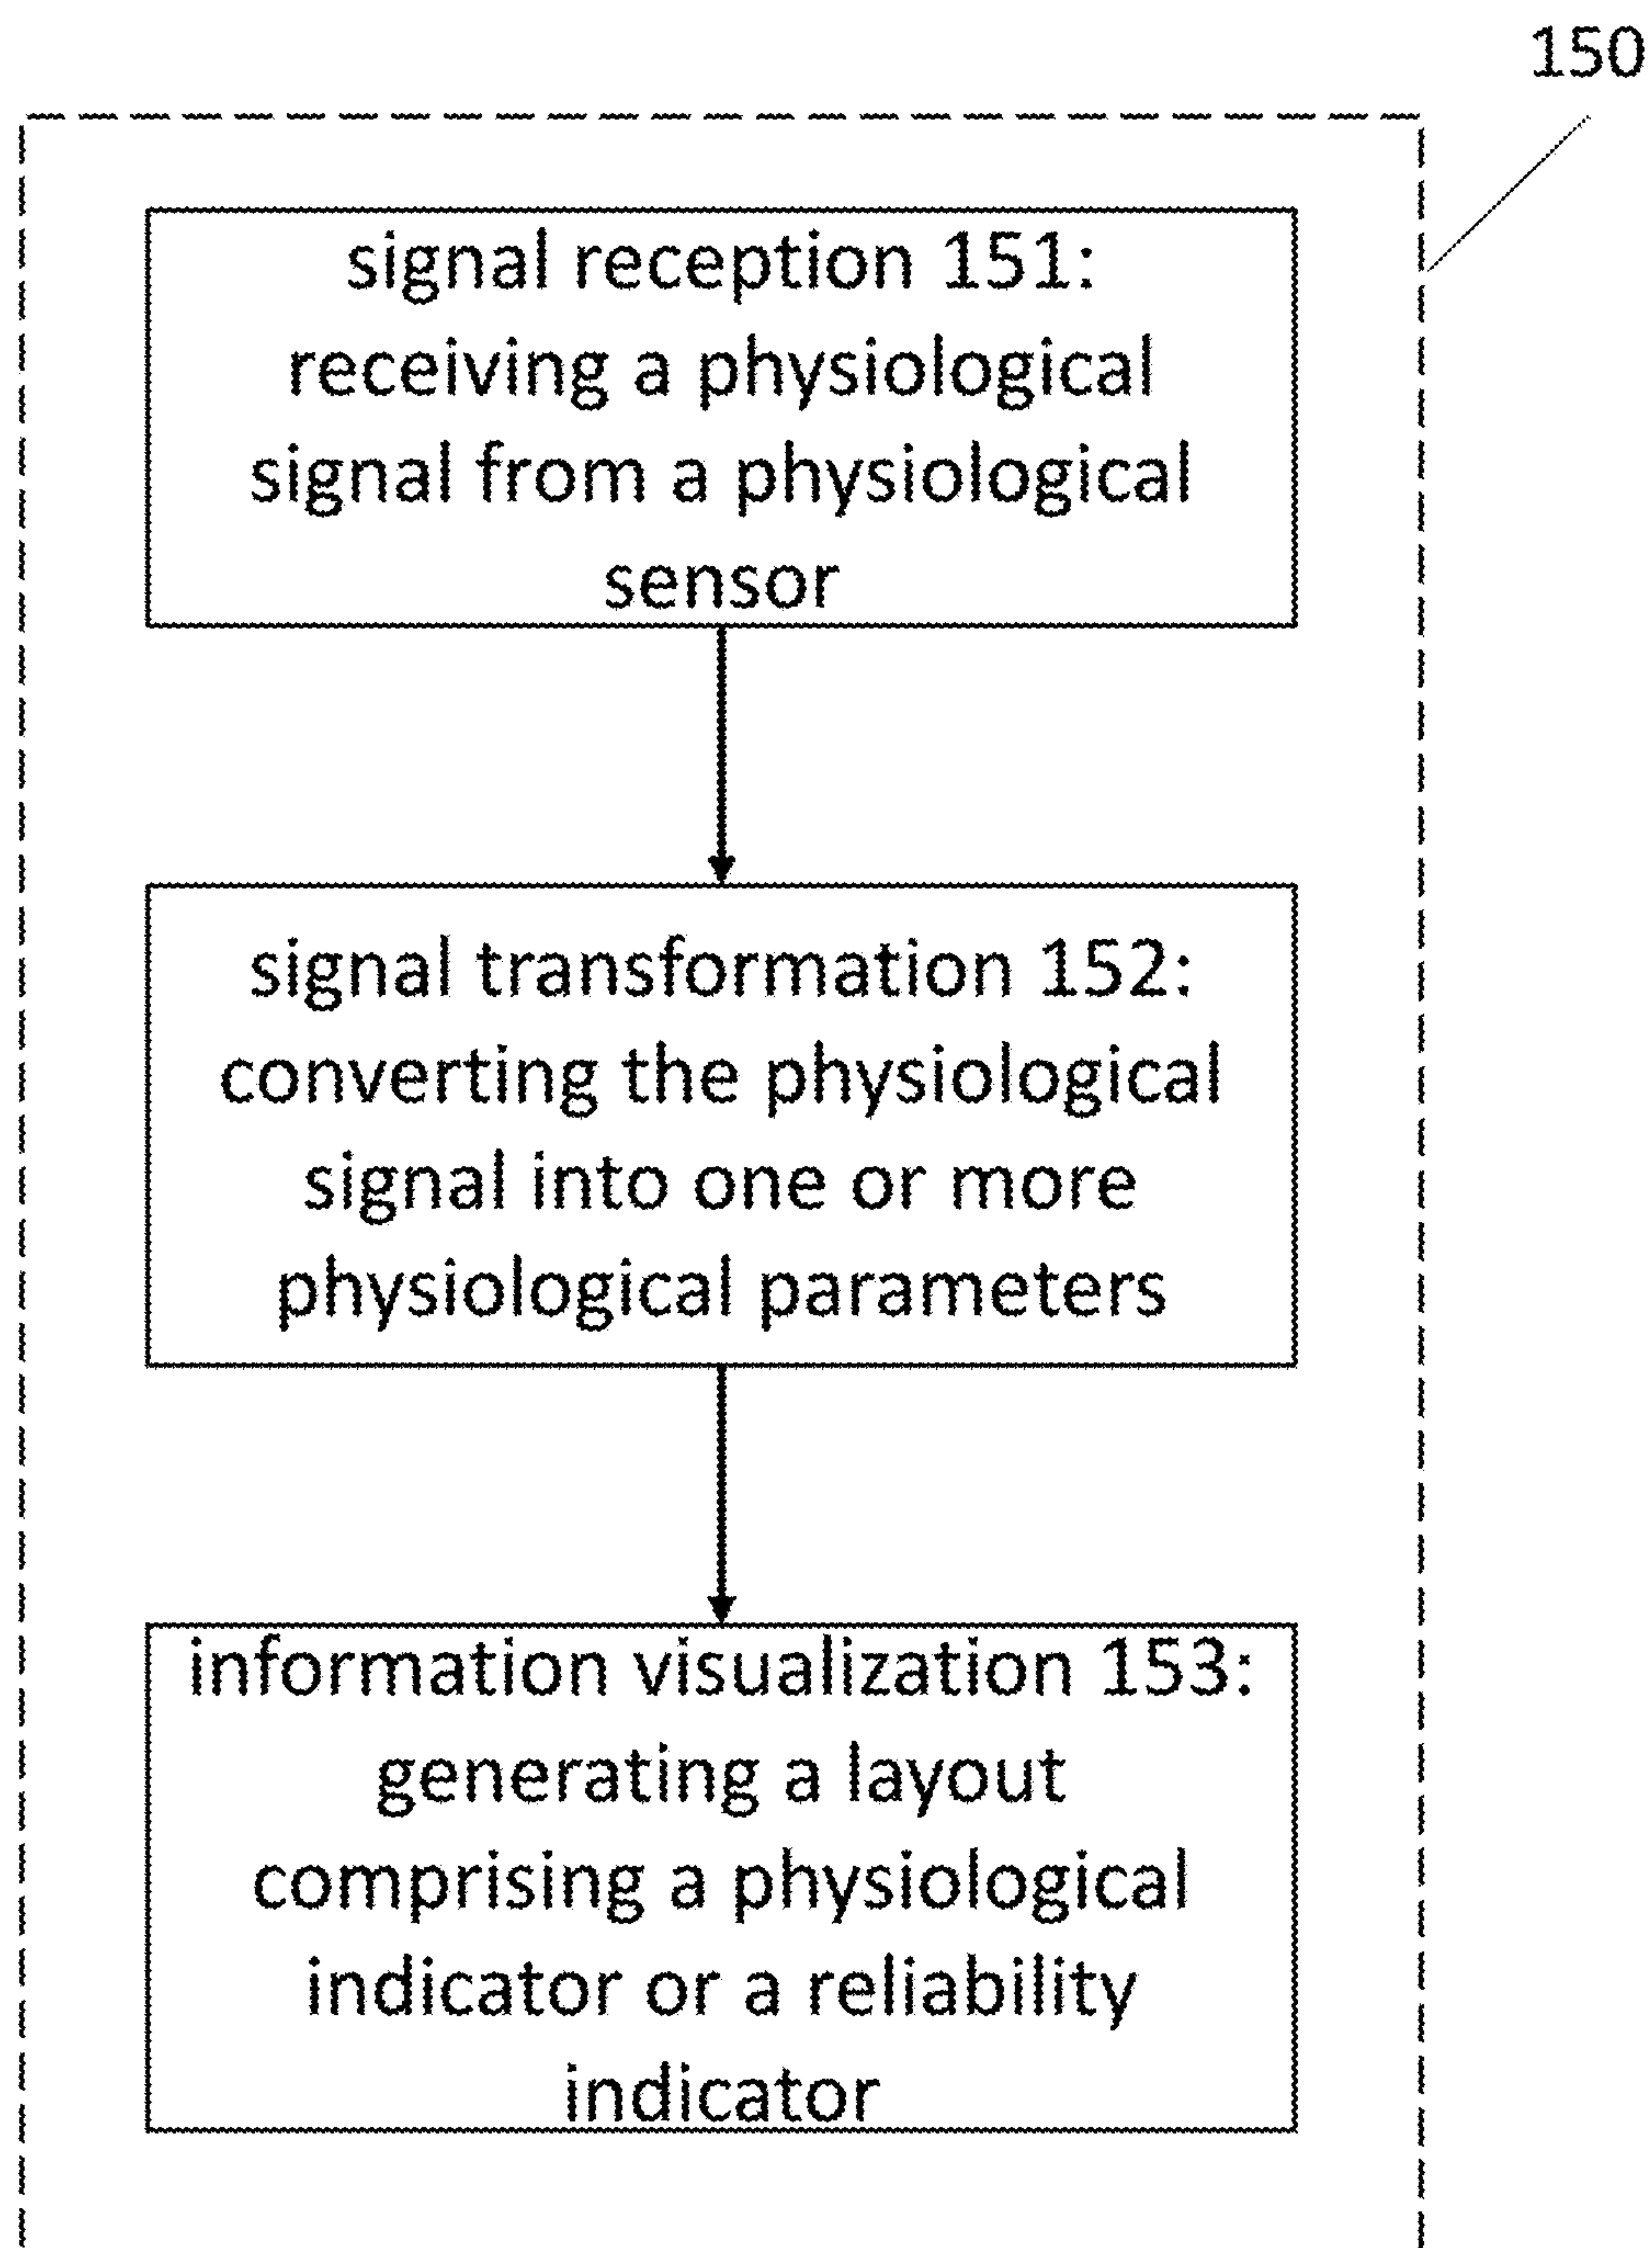 150
signal reception 151:
receiving a physiological
signal from a physiological
sensor
signal transformation 152:
converting the physiological
signal into one or more
physiological parameters
information visualization 153:
generating a layout
comprising a physiological
indicator or a reliability
indicator